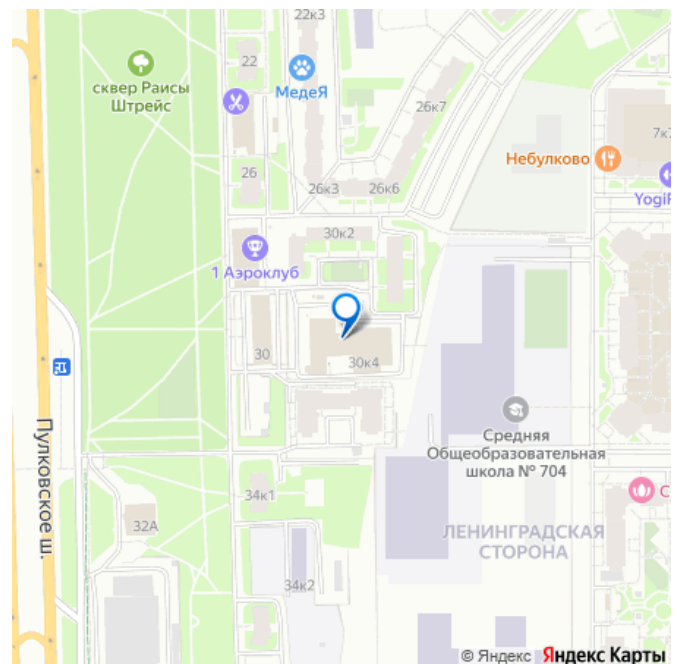 22к3
сквер Раисы
Штрейс
22
МедеЯ
26к7
7к
Небулково
26
26к3
26к6
YogiF
30к2
1 Аэроклуб
30
30к4
Пулковское ш.
Средняя
Общеобразовательная
школа № 704
34к1
С
32А
ЛЕНИНГРАДСКАЯ
СТОРОНА
34к2
© Яндекс Яндекс Карты